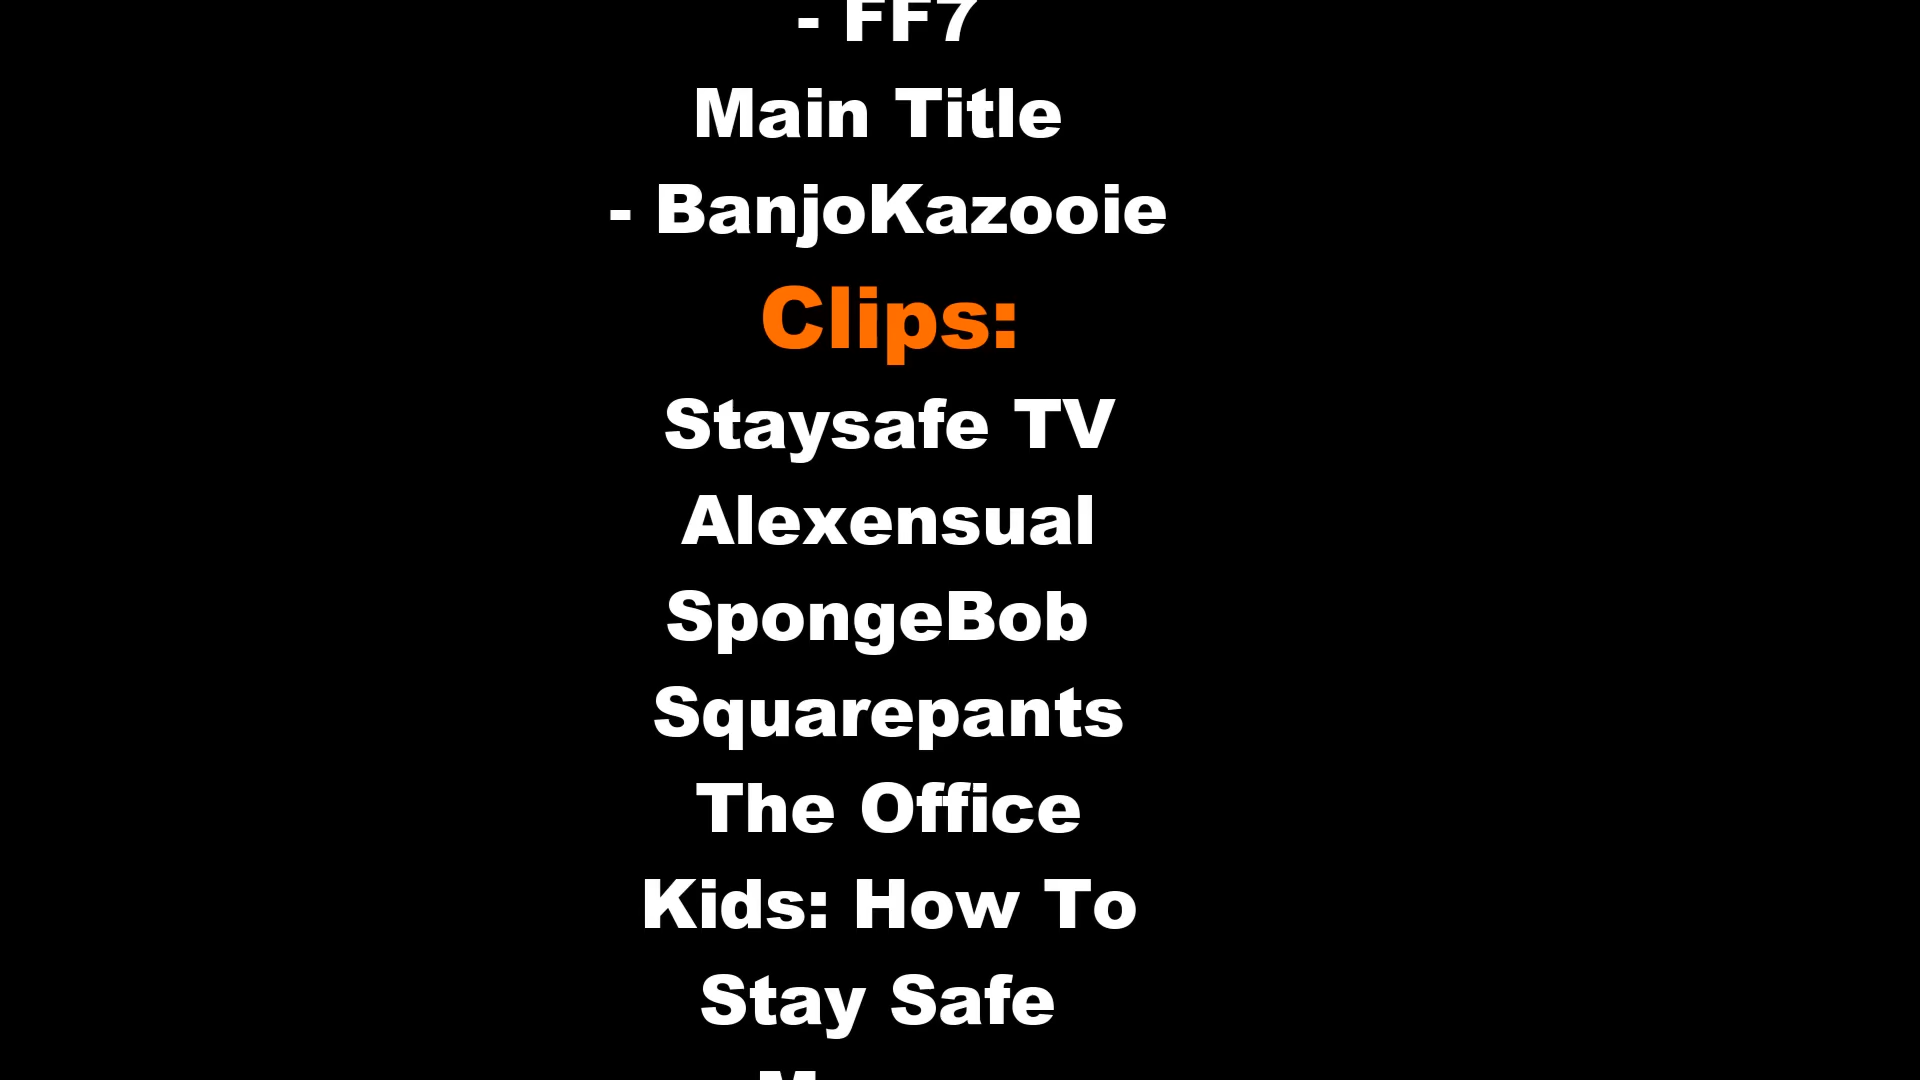 - FF7
Main Title
- BanjoKazooie
Clips:
Staysafe TV
Alexensual
SpongeBob
Squarepants
The Office
Kids: How To
Stay Safe